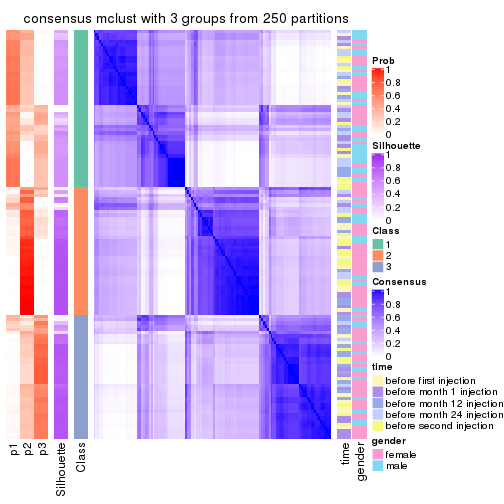 consensus mclust with 3 groups from 250 partitions
Prob
1
0.8
0.6
0.4
0.2
0
Silhouette
1
0.8
0.6
0.4
0.2
0
Class
1
2
3
Consensus
1
0.8
0.6
0.4
0.2
0
time
before first injection
before month 1 injection
before month 12 injection
before month 24 injection
before second injection
gender
female
male
p1
p2
p3
Silhouette
Class
time
gender